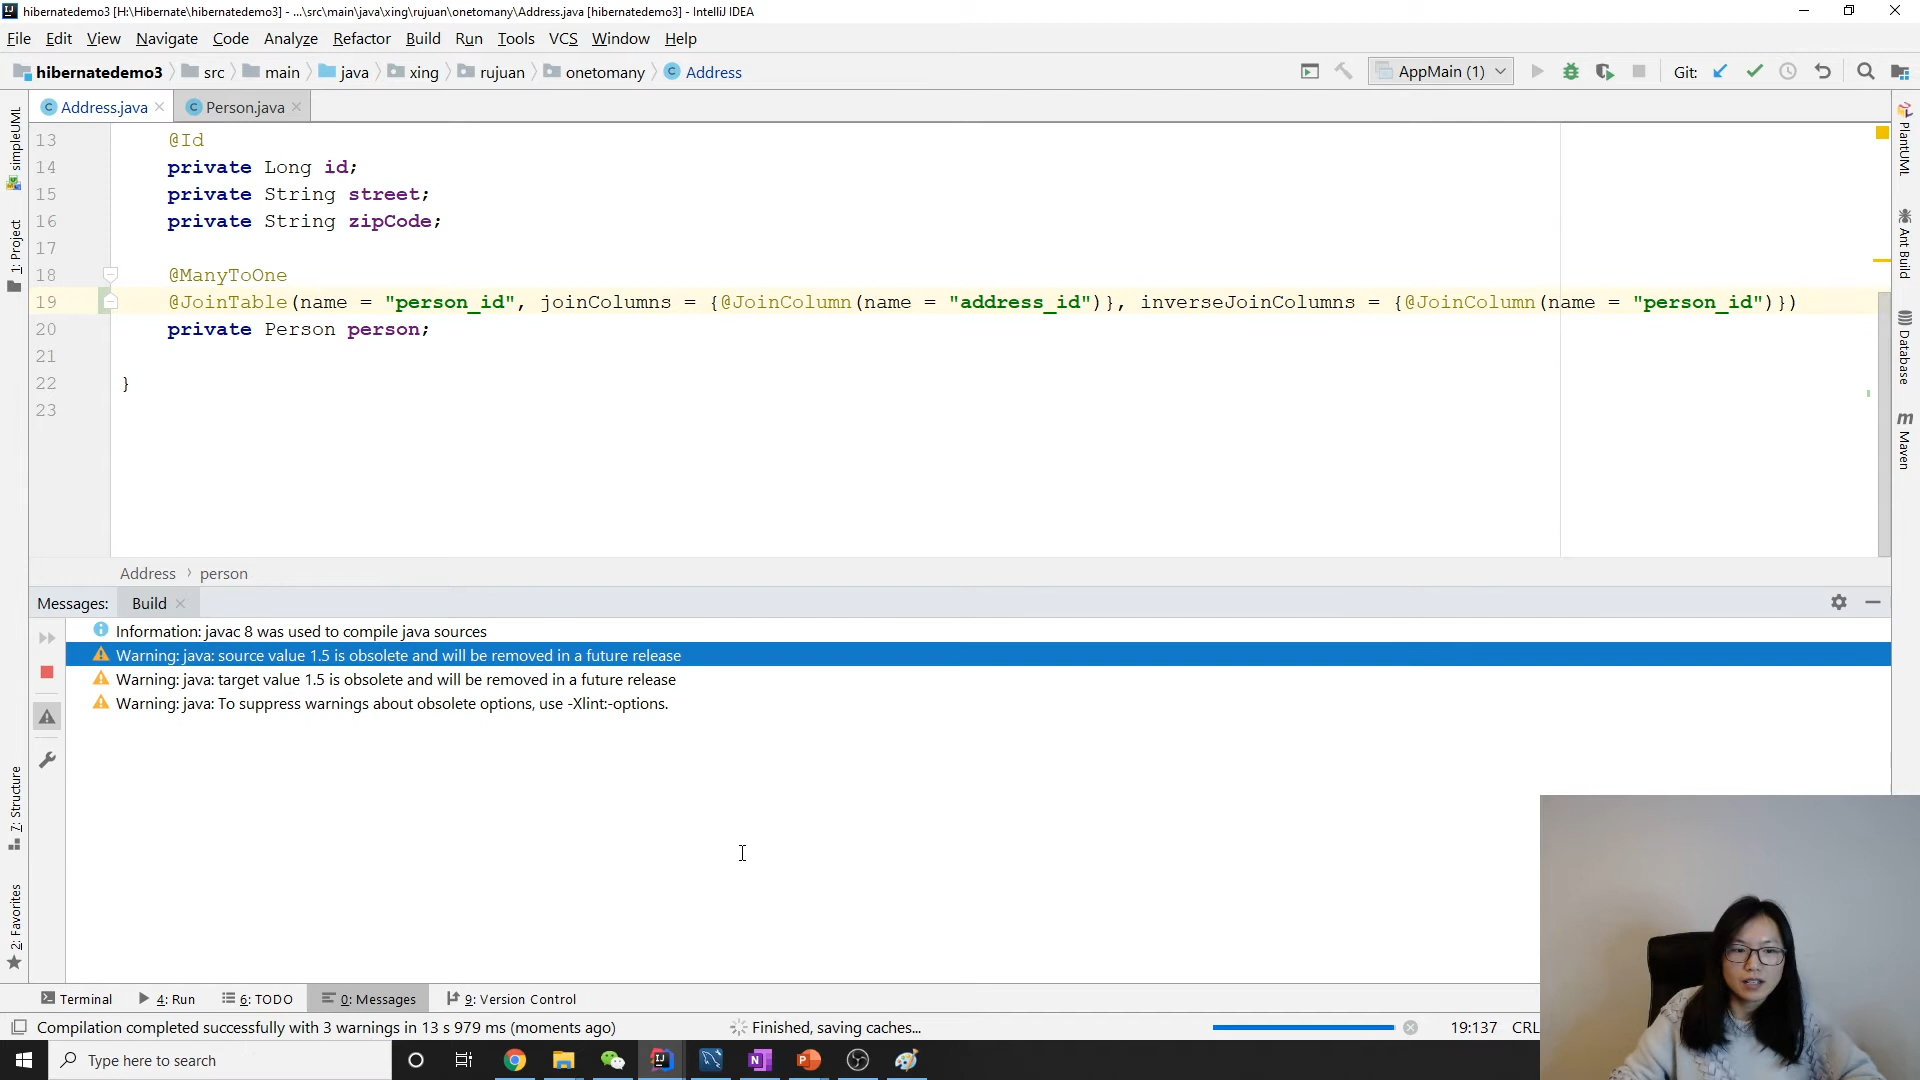 hibernatedemo3 [H:\Hibernate\hibernatedemo3] - ...\src\main\java\xing\rujuan\onetomany\Address.java [hibernatedemo3] - IntelliJ IDEA
File Edit View Navigate Code Analyze Refactor Build Run Tools VCS Window Help
hibernatedemo3 src main java xing rujuan onetomany Address AppMain (1) Git:
Address.java Person.java
13 @Id
14 private Long id;
15 private String street;
16 private String zipCode;
17
18 @ManyToOne
19 @JoinTable(name = "person_id", joinColumns = {@JoinColumn(name = "address_id")}, inverseJoinColumns = {@JoinColumn(name = "person_id")})
20 private Person person;
21
22 }
23
Address › person
Messages: Build
Information: javac 8 was used to compile java sources
Warning: java: source value 1.5 is obsolete and will be removed in a future release
Warning: java: target value 1.5 is obsolete and will be removed in a future release
Warning: java: To suppress warnings about obsolete options, use -Xlint:-options.
simpleUML
1: Project
7: Structure
2: Favorites
PlantUML
Ant Build
Database
Maven
Terminal 4: Run 6: TODO 0: Messages 9: Version Control
Compilation completed successfully with 3 warnings in 13 s 979 ms (moments ago) Finished, saving caches... 19:137 CRL
Type here to search